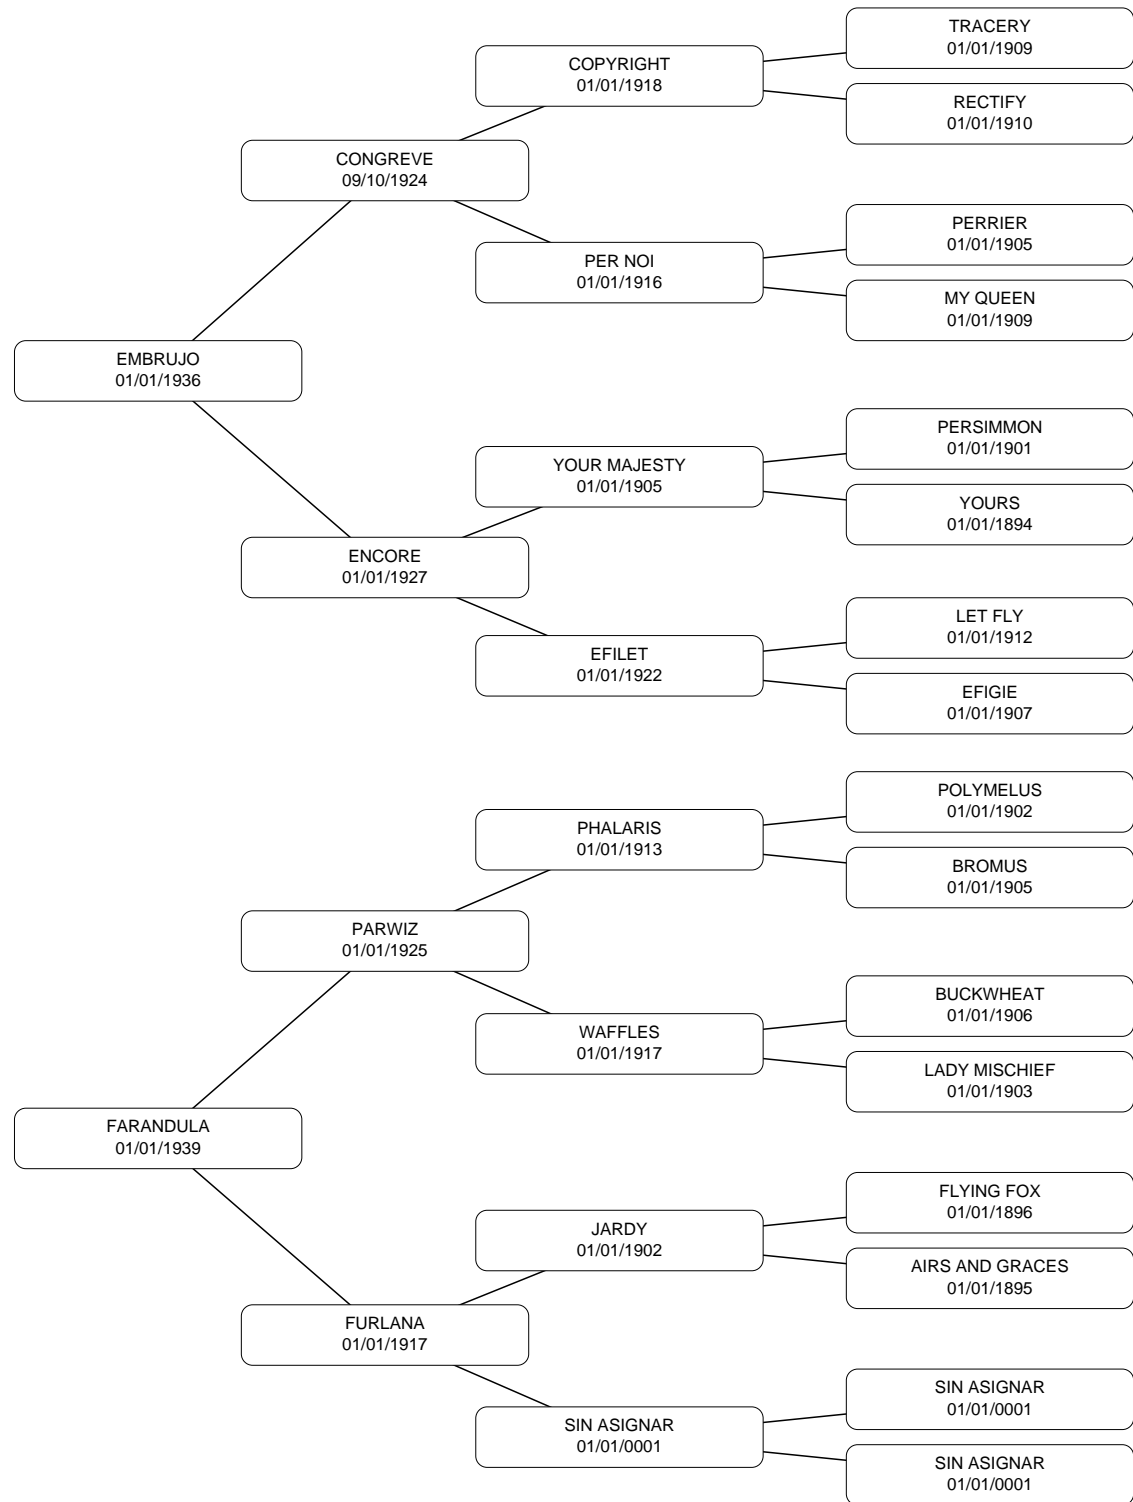 TRACERY
01/01/1909
COPYRIGHT
01/01/1918
RECTIFY
01/01/1910
CONGREVE
09/10/1924
PERRIER
01/01/1905
PER NOI
01/01/1916
MY QUEEN
01/01/1909
EMBRUJO
01/01/1936
PERSIMMON
01/01/1901
YOUR MAJESTY
01/01/1905
YOURS
01/01/1894
ENCORE
01/01/1927
LET FLY
01/01/1912
EFILET
01/01/1922
EFIGIE
01/01/1907
POLYMELUS
01/01/1902
PHALARIS
01/01/1913
BROMUS
01/01/1905
PARWIZ
01/01/1925
BUCKWHEAT
01/01/1906
WAFFLES
01/01/1917
LADY MISCHIEF
01/01/1903
FARANDULA
01/01/1939
FLYING FOX
01/01/1896
JARDY
01/01/1902
AIRS AND GRACES
01/01/1895
FURLANA
01/01/1917
SIN ASIGNAR
01/01/0001
SIN ASIGNAR
01/01/0001
SIN ASIGNAR
01/01/0001